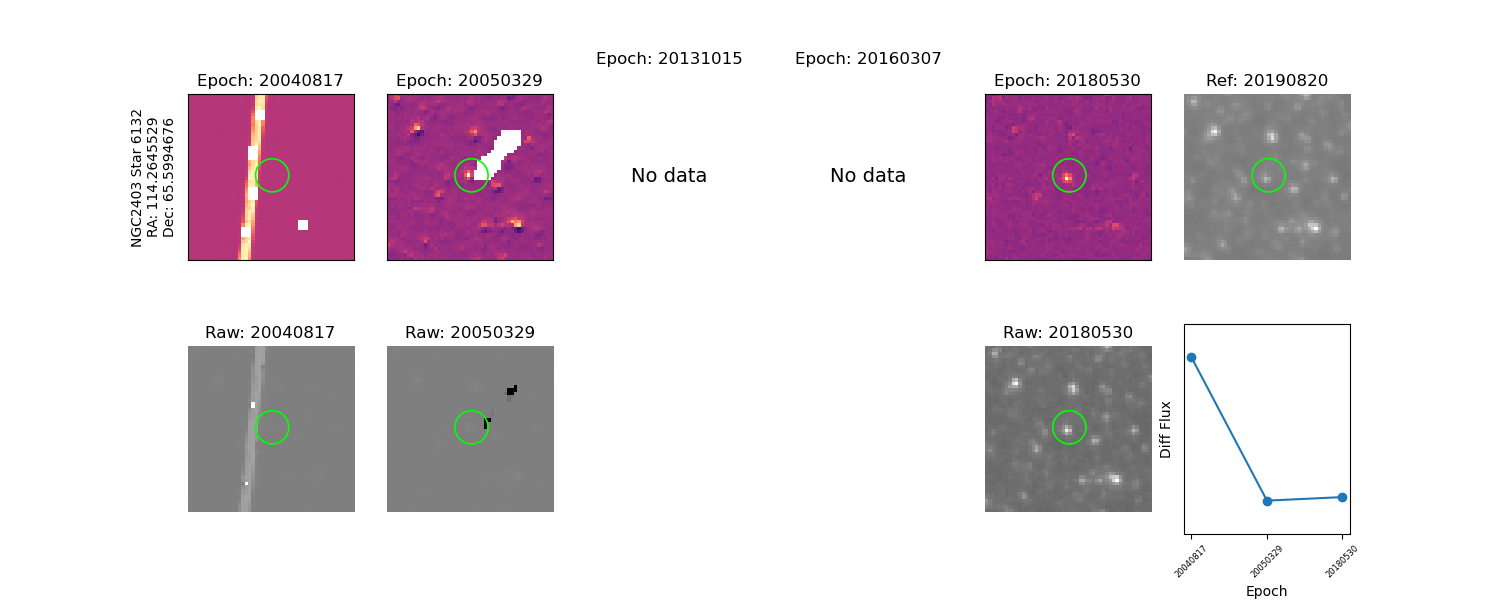 Epoch: 20131015
Epoch: 20160307
Epoch: 20040817
Epoch: 20050329
Epoch: 20180530
Ref: 20190820
NGC2403 Star 6132
RA: 114.2645529
Dec: 65.5994676
No data
No data
Raw: 20040817
Raw: 20050329
Raw: 20180530
Diff Flux
20040817
20050329
20180530
Epoch